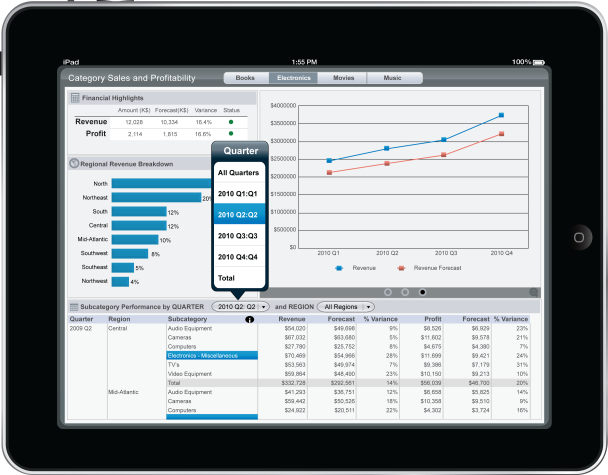 iPad 1:55 PM 100%
Category Sales and Profitability Books Electronics Movies Music
Financial Highlights
Amount (K$) Forecast(K$) Variance Status
Revenue 12,028 10,334 16.4%
Profit 2,114 1,815 16.6%
Regional Revenue Breakdown
North
Northeast 20%
South 12%
Central 12%
Mid-Atlantic 10%
Southwest 8%
Southeast 5%
Northwest 4%
Quarter
All Quarters
2010 Q1:Q1
2010 Q2:Q2
2010 Q3:Q3
2010 Q4:Q4
Total
$4000000
$3500000
$3000000
$2500000
$2000000
$1500000
$1000000
$500000
$0
2010 Q1 2010 Q2 2010 Q3 2010 Q4
Revenue Revenue Forecast
Subcategory Performance by QUARTER 2010 Q2: Q2 and REGION All Regions
Quarter Region Subcategory Revenue Forecast % Variance Profit Forecast % Variance
2009 Q2 Central Audio Equipment $54,020 $49,698 9% $8,526 $6,929 23%
Cameras $67,032 $63,680 5% $11,602 $9,578 21%
Computers $27,780 $25,752 8% $4,675 $4,380 7%
Electronics - Miscellaneous $70,469 $54,966 28% $11,699 $9,421 24%
TV's $53,563 $49,974 7% $9,386 $7,179 31%
Video Equipment $59,864 $48,490 23% $10,150 $9,213 10%
Total $332,728 $292,561 14% $56,039 $46,700 20%
Mid-Atlantic Audio Equipment $41,293 $36,751 12% $6,658 $5,825 14%
Cameras $59,442 $50,526 18% $10,358 $9,510 9%
Computers $24,922 $20,511 22% $4,302 $3,724 16%